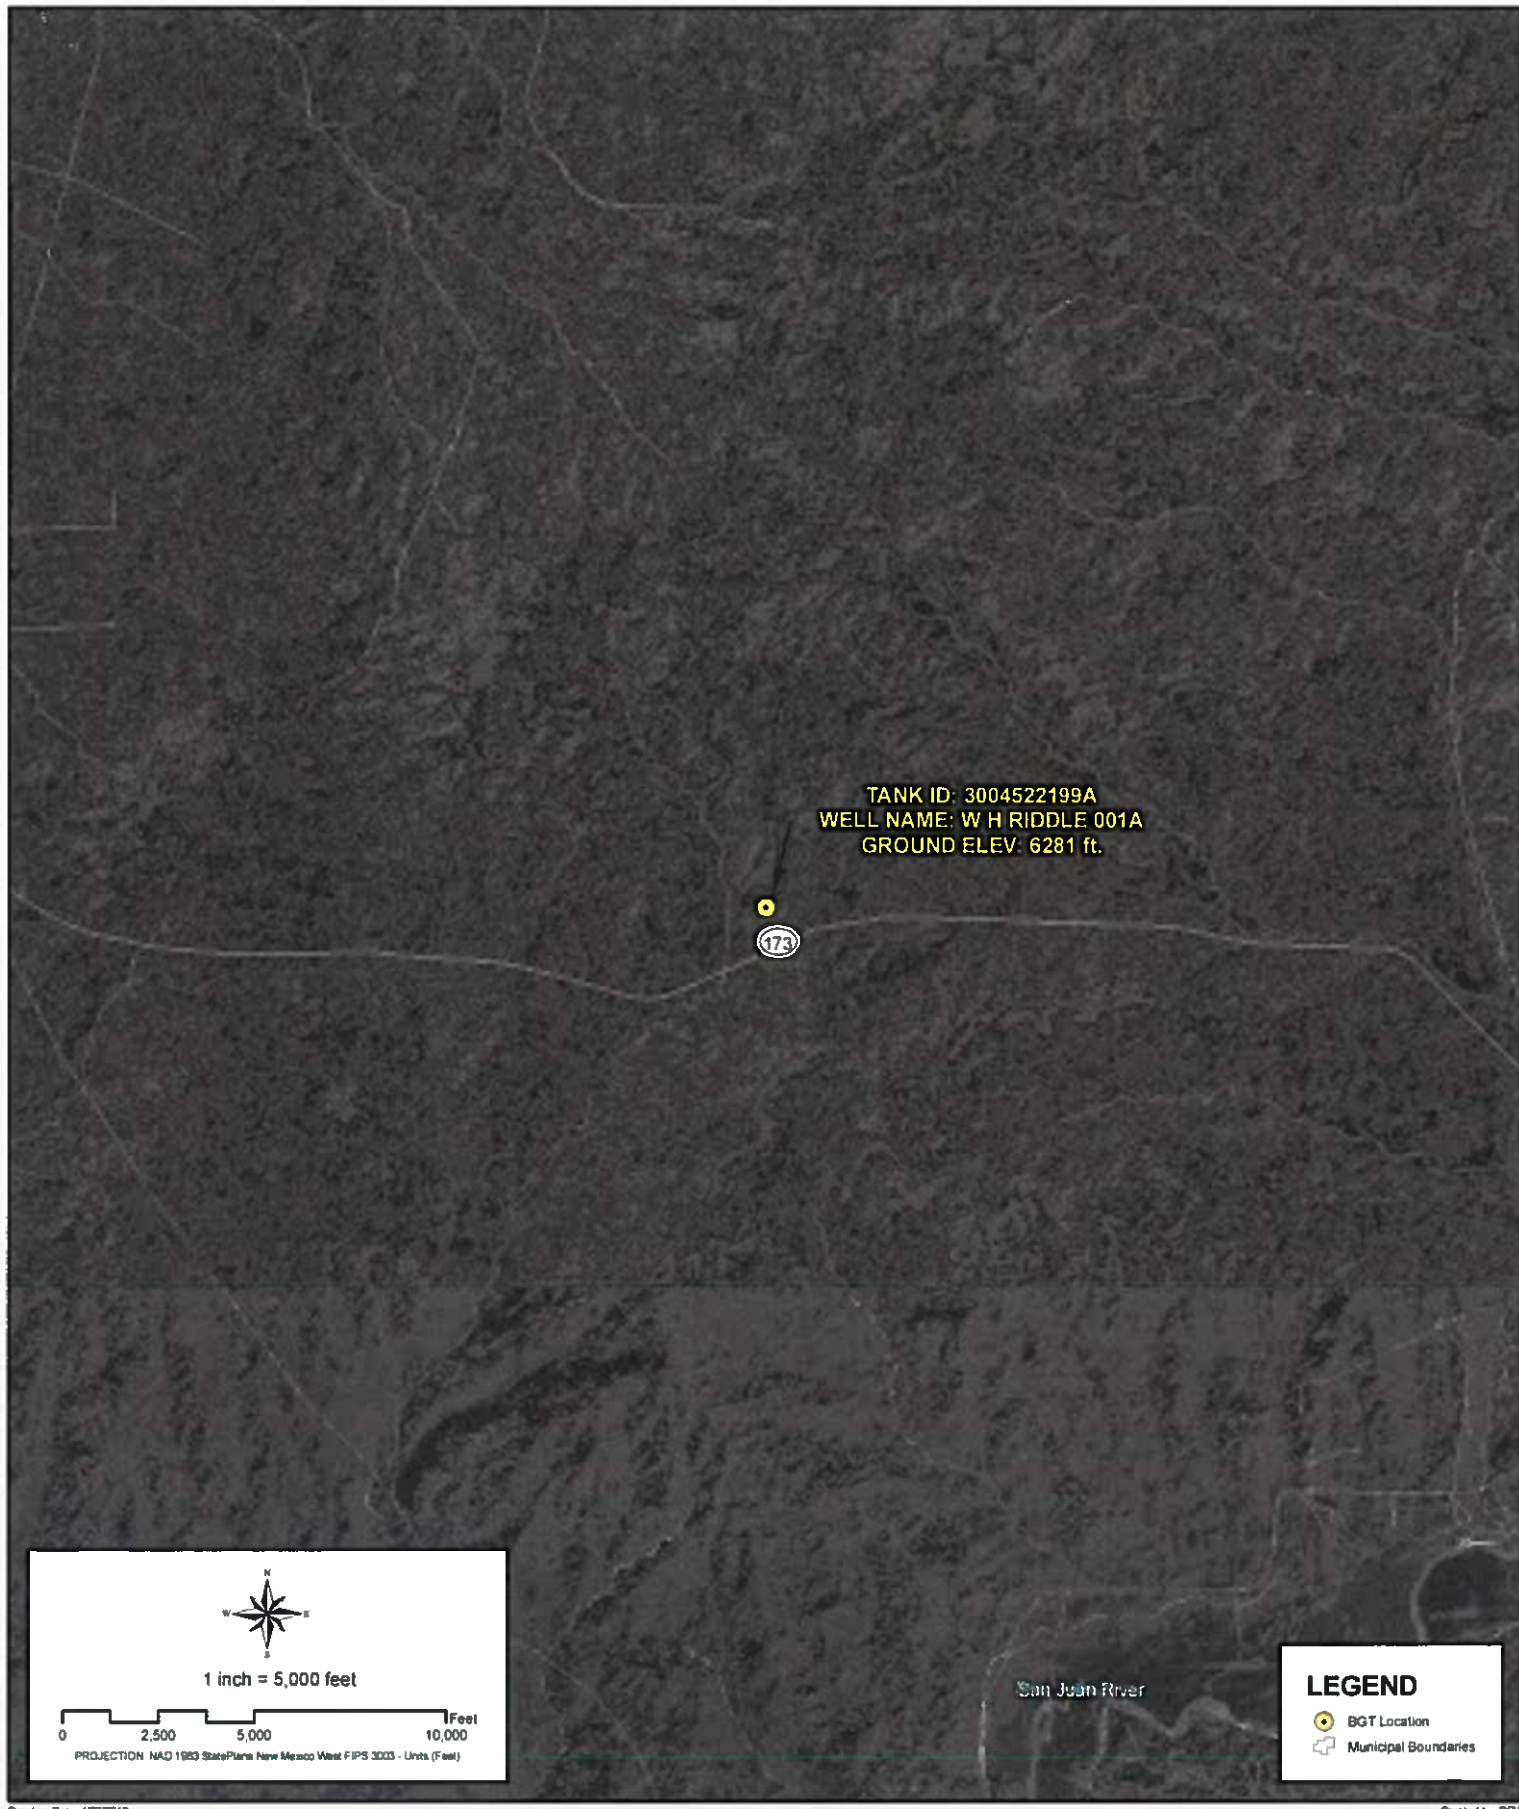 TANK ID: 3004522199A
WELL NAME: W H RIDDLE 001A
GROUND ELEV: 6281 ft.
173
N
W E
S
1 inch = 5,000 feet
Feet
0 2,500 5,000 10,000
PROJECTION: NAD 1983 StatePlane New Mexico West FIPS 3003 - Units (Feet)
San Juan River
LEGEND
BGT Location
Municipal Boundaries